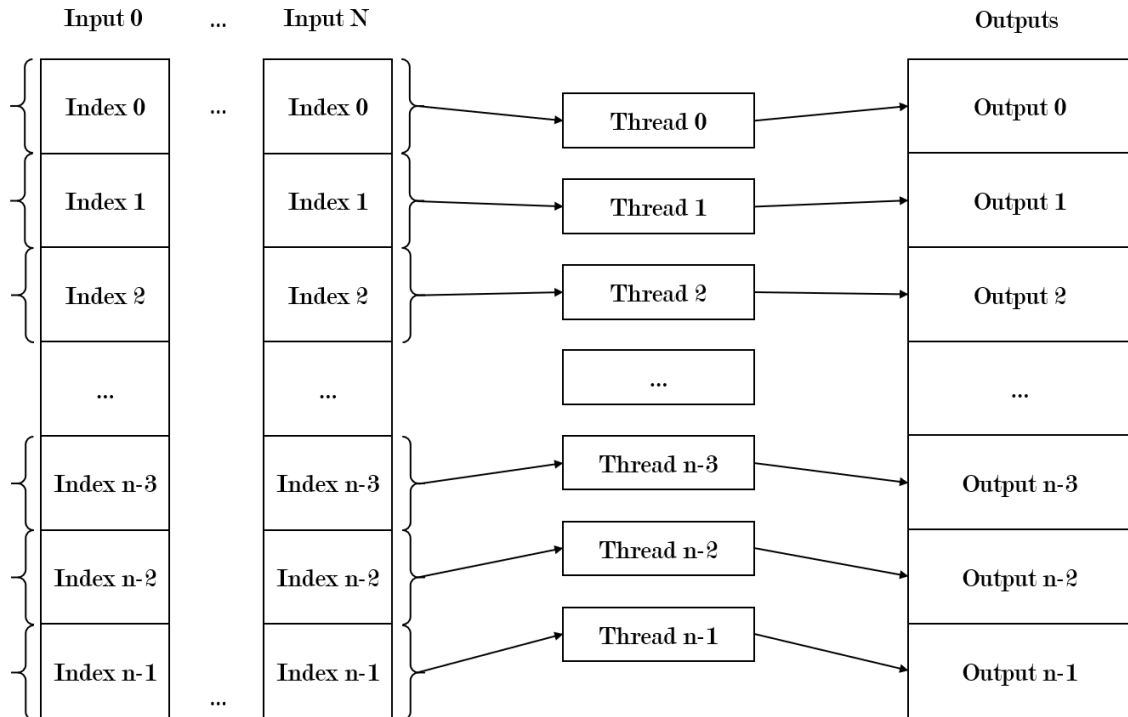 Input 0 ... Input N Outputs
Index 0 ... Index 0 Thread 0 Output 0
Index 1 Index 1 Thread 1 Output 1
Index 2 Index 2 Thread 2 Output 2
... ... ... ...
Index n-3 Index n-3 Thread n-3 Output n-3
Index n-2 Index n-2 Thread n-2 Output n-2
Index n-1 ... Index n-1 Thread n-1 Output n-1